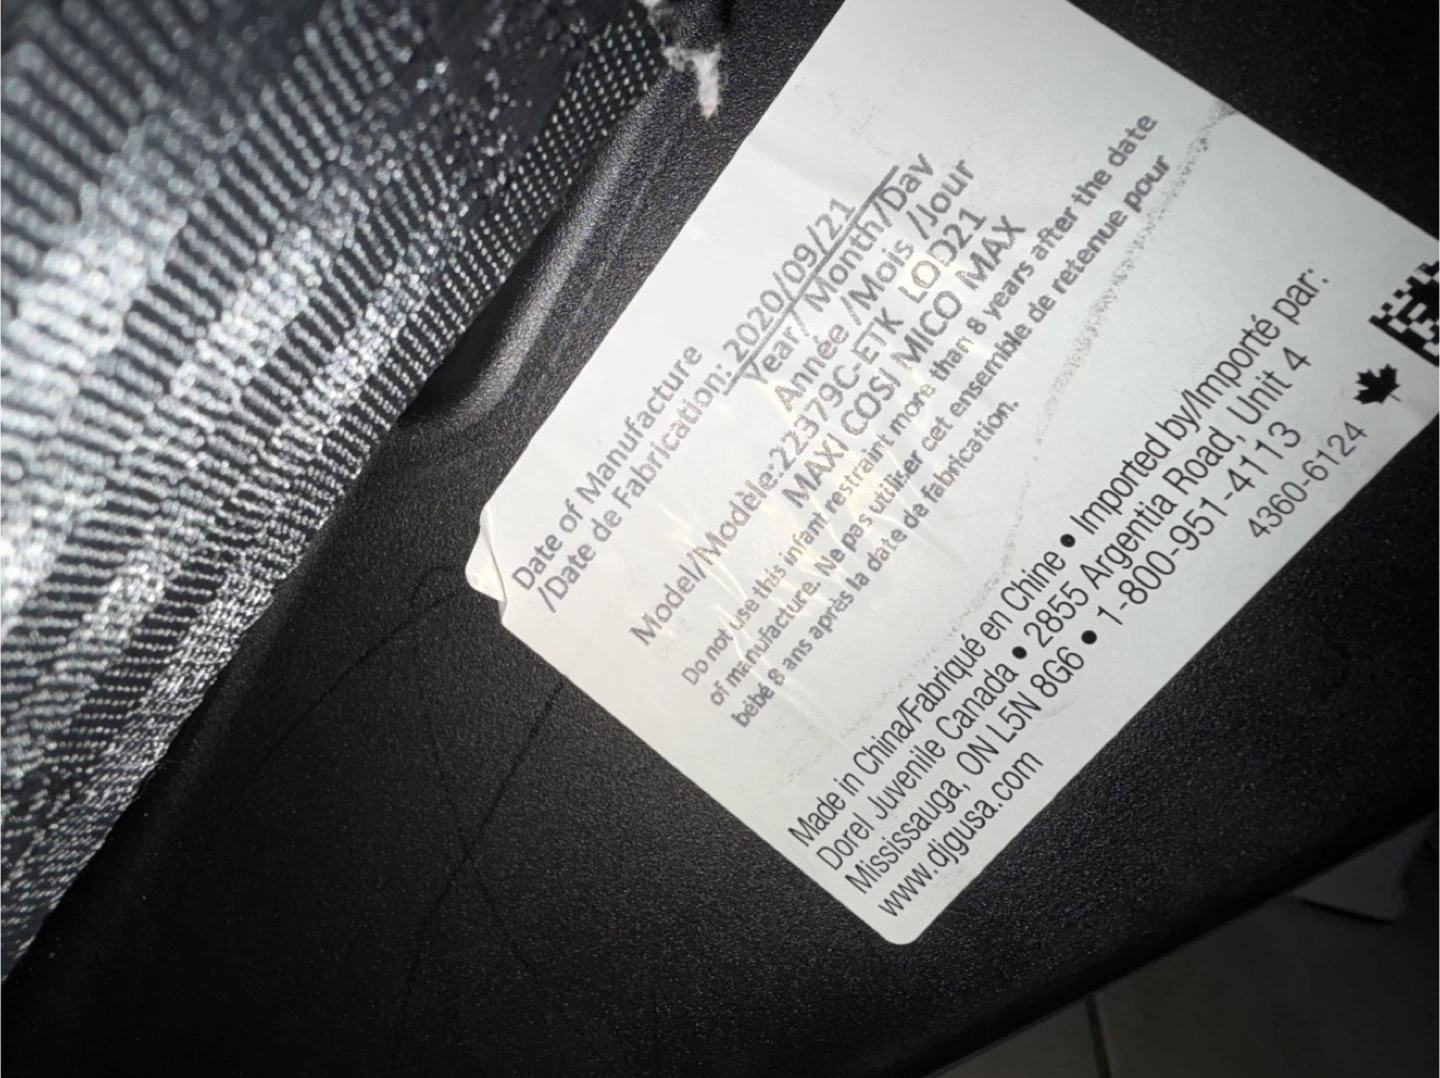 Date of Manufacture
/Date de Fabrication: 2020/09/21
Year/ Month/Day
Année /Mois /Jour
Model/Modèle:22379C-ETK LOD21
MAXI COSI MICO MAX
Do not use this infant restraint more than 8 years after the date
of manufacture. Ne pas utiliser cet ensemble de retenue pour
bébé 8 ans après la date de fabrication.
Made in China/Fabriqué en Chine • Imported by/Importé par:
Dorel Juvenile Canada • 2855 Argentia Road, Unit 4
Mississauga, ON L5N 8G6 • 1-800-951-4113
www.djgusa.com
4360-6124